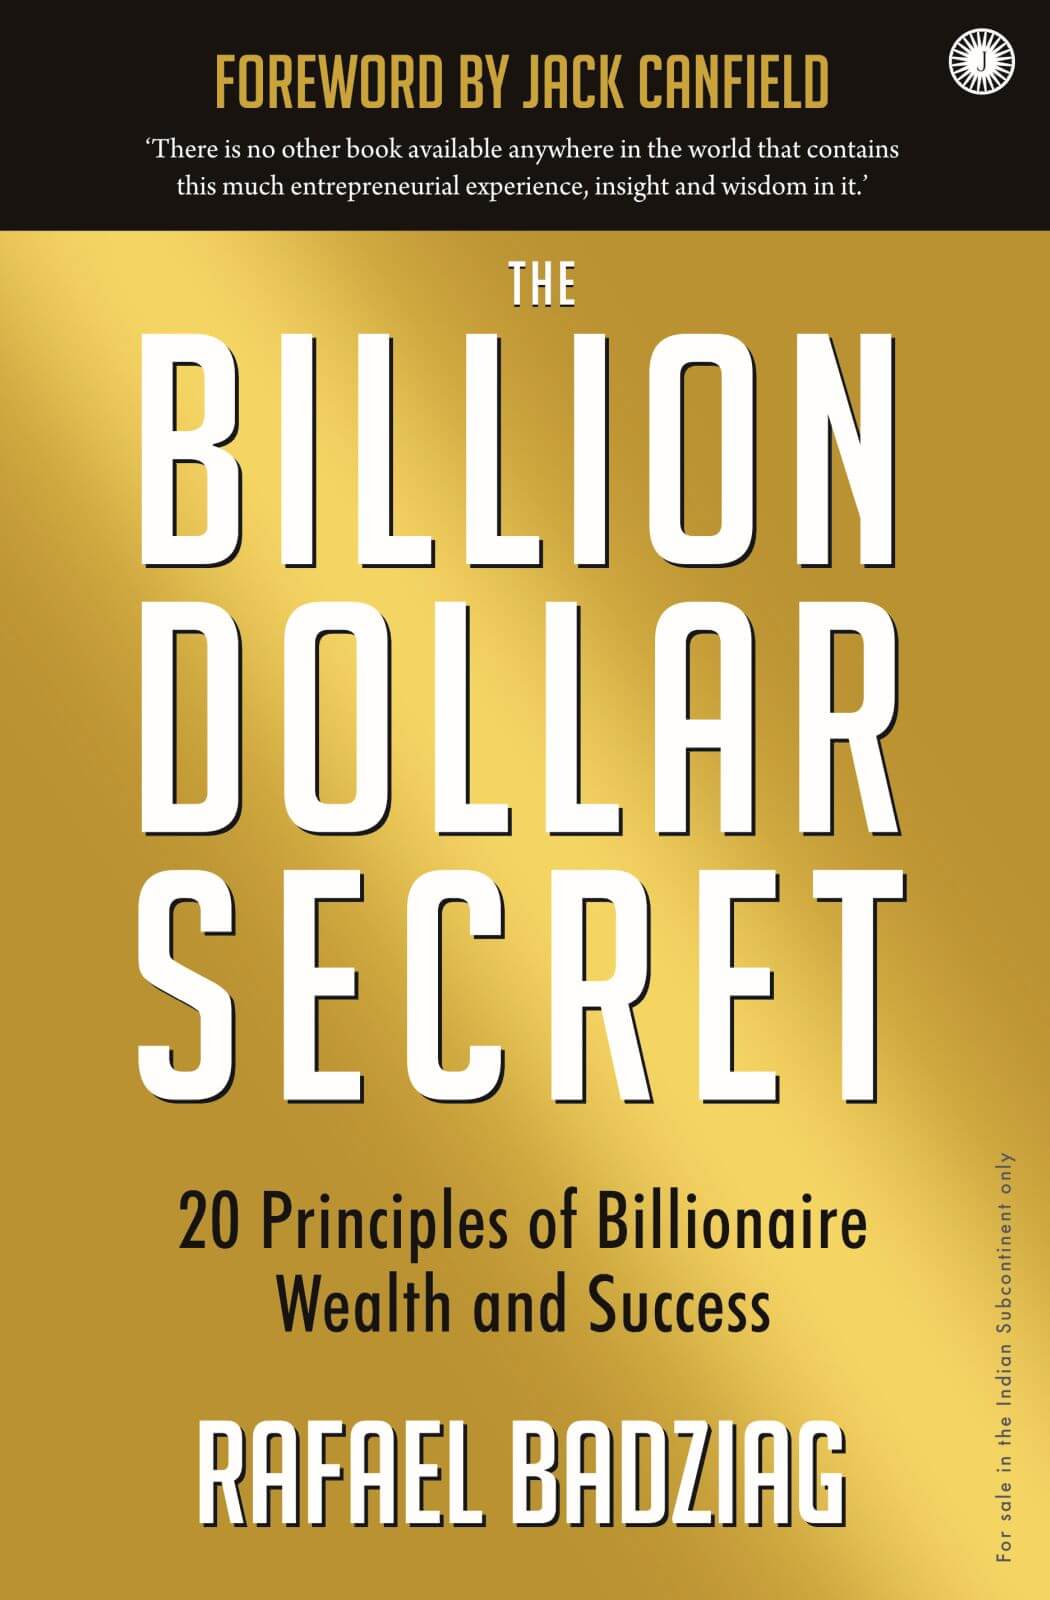 FOREWORD BY JACK CANFIELD
J
‘There is no other book available anywhere in the world that contains
this much entrepreneurial experience, insight and wisdom in it.’
THE
BILLION
DOLLAR
SECRET
20 Principles of Billionaire
Wealth and Success
RAFAEL BADZIAG
For sale in the Indian Subcontinent only